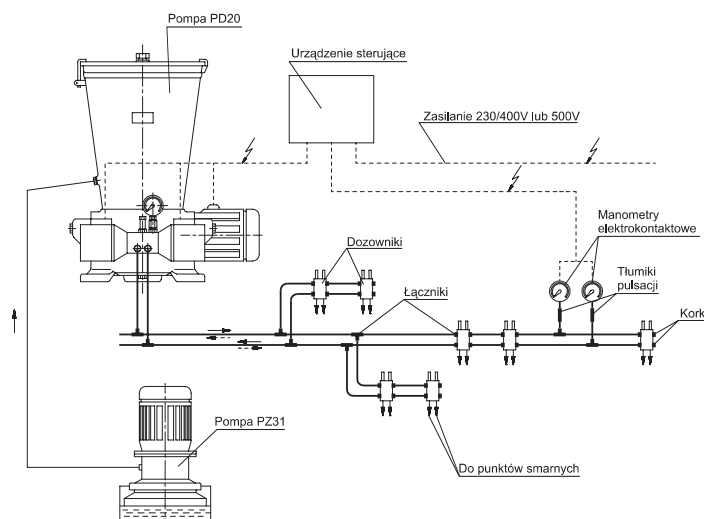 Pompa PD20
Urządzenie sterujące
Zasilanie 230/400V lub 500V
Manometry
elektrokontaktowe
Dozowniki
Tłumiki
pulsacji
Łączniki
Kork
Pompa PZ31
Do punktów smarnych